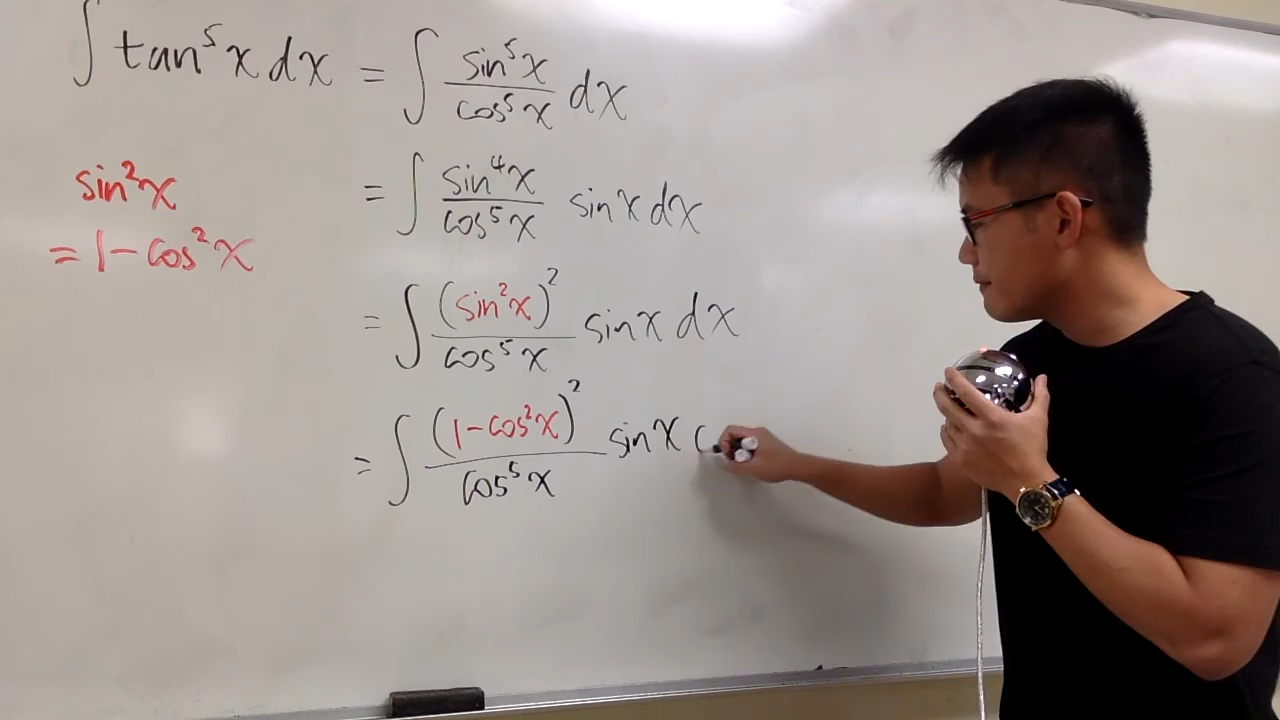 ∫ tan⁵x dx = ∫ sin⁵x / cos⁵x dx
= ∫ sin⁴x / cos⁵x sin x dx
sin²x
= 1 - cos²x
= ∫ (sin²x)² / cos⁵x sin x dx
= ∫ (1 - cos²x)² / cos⁵x sin x